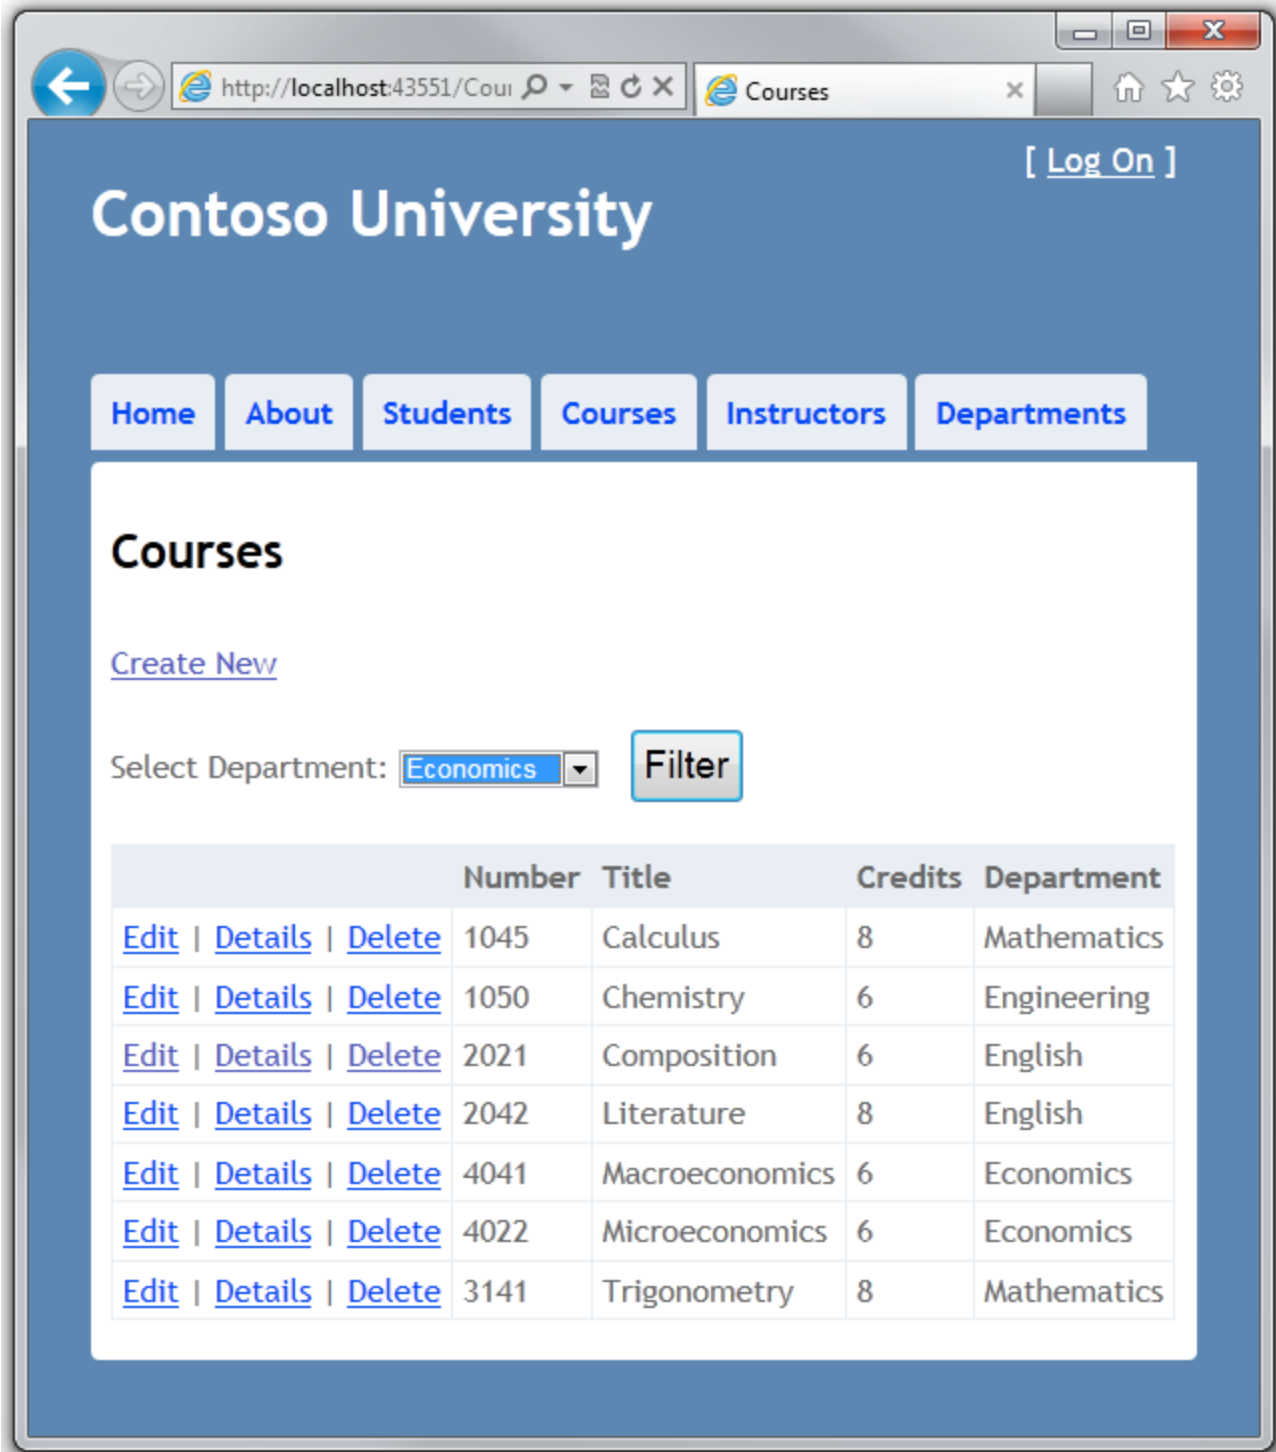 http://localhost:43551/Cour
Courses
[ Log On ]
Contoso University
Home About Students Courses Instructors Departments
Courses
Create New
Select Department: Economics Filter
Number Title Credits Department
Edit | Details | Delete 1045 Calculus 8 Mathematics
Edit | Details | Delete 1050 Chemistry 6 Engineering
Edit | Details | Delete 2021 Composition 6 English
Edit | Details | Delete 2042 Literature 8 English
Edit | Details | Delete 4041 Macroeconomics 6 Economics
Edit | Details | Delete 4022 Microeconomics 6 Economics
Edit | Details | Delete 3141 Trigonometry 8 Mathematics